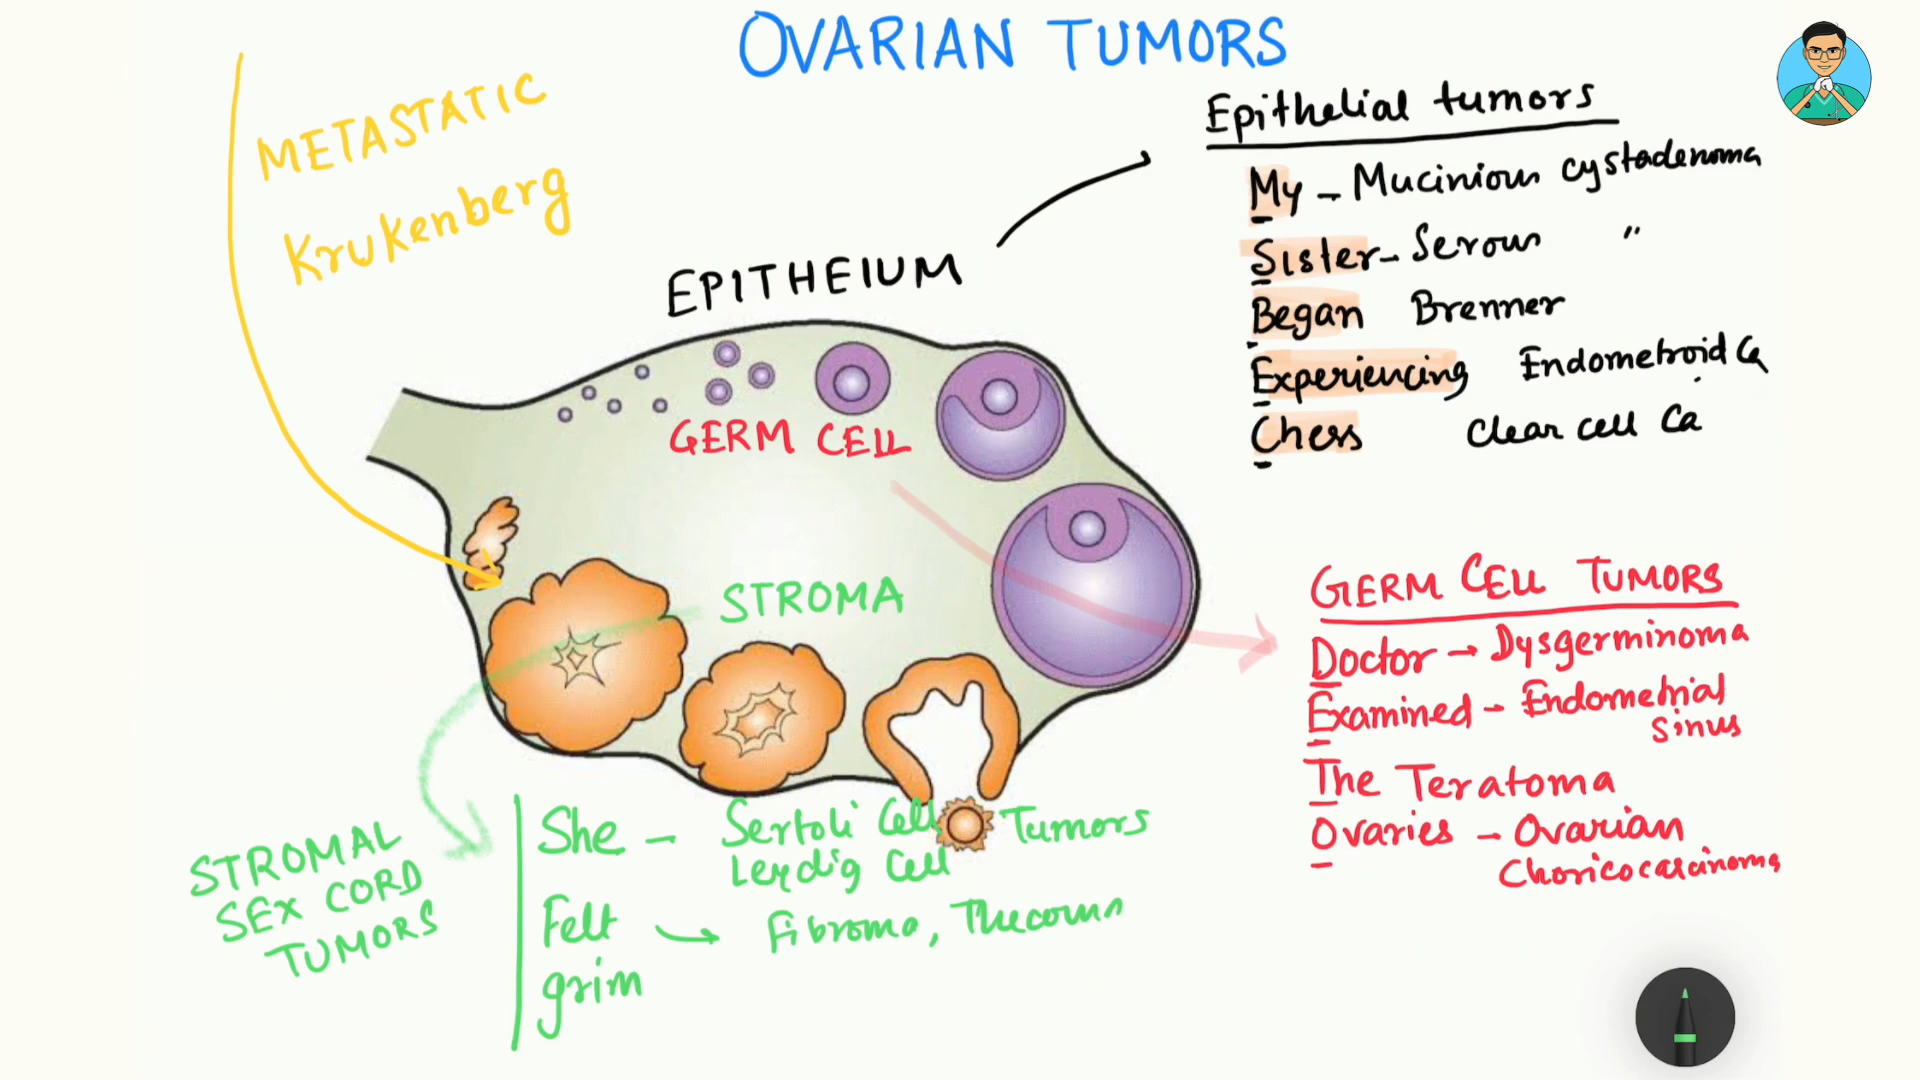 OVARIAN TUMORS
METASTATIC
Krukenberg
EPITHEIUM
Epithelial tumors
My - Mucinious cystadenoma
Sister - Serous "
Began Brenner
Experiencing Endometroid Ca
Chess Clear cell Ca
GERM CELL
STROMA
GERM CELL TUMORS
Doctor → Dysgerminoma
Examined - Endometrial
Sinus
The Teratoma
Ovaries - Ovarian
Choricocarcinoma
STROMAL
SEX CORD
TUMORS
She - Sertoli Cell Tumors
Leydig Cell
Felt → Fibroma, Thecoma
grim